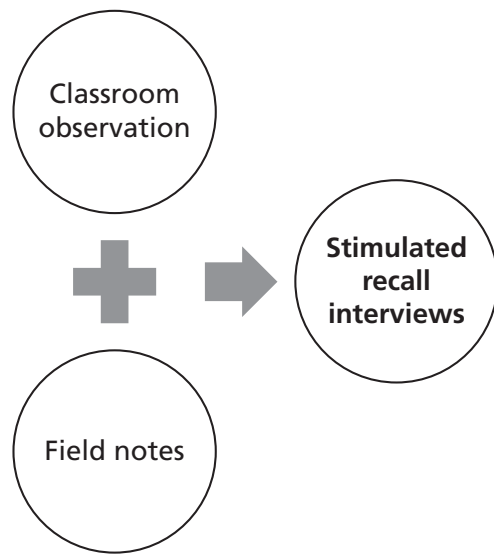 Classroom
observation
Field notes
Stimulated
recall
interviews